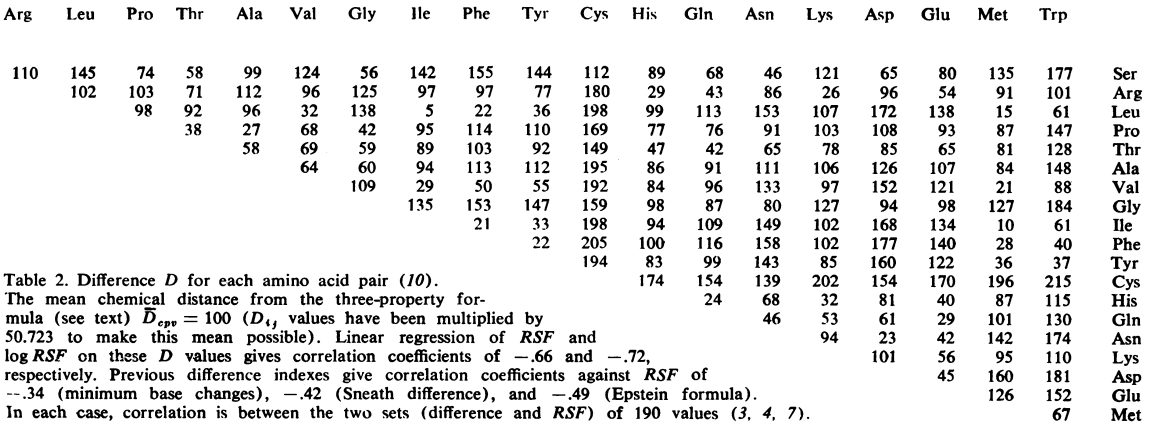 Arg Leu Pro Thr Ala Val Gly Ile Phe Tyr Cys His Gln Asn Lys Asp Glu Met Trp
110 145 74 58 99 124 56 142 155 144 112 89 68 46 121 65 80 135 177 Ser
102 103 71 112 96 125 97 97 77 180 29 43 86 26 96 54 91 101 Arg
98 92 96 32 138 5 22 36 198 99 113 153 107 172 138 15 61 Leu
38 27 68 42 95 114 110 169 77 76 91 103 108 93 87 147 Pro
58 69 59 89 103 92 149 47 42 65 78 85 65 81 128 Thr
64 60 94 113 112 195 86 91 111 106 126 107 84 148 Ala
109 29 50 55 192 84 96 133 97 152 121 21 88 Val
135 153 147 159 98 87 80 127 94 98 127 184 Gly
21 33 198 94 109 149 102 168 134 10 61 Ile
22 205 100 116 158 102 177 140 28 40 Phe
194 83 99 143 85 160 122 36 37 Tyr
Table 2. Difference D for each amino acid pair (10). 174 154 139 202 154 170 196 215 Cys
The mean chemical distance from the three-property for- 24 68 32 81 40 87 115 His
mula (see text) D̄cpv = 100 (Dij values have been multiplied by 46 53 61 29 101 130 Gln
50.723 to make this mean possible). Linear regression of RSF and 94 23 42 142 174 Asn
log RSF on these D values gives correlation coefficients of –.66 and –.72, 101 56 95 110 Lys
respectively. Previous difference indexes give correlation coefficients against RSF of 45 160 181 Asp
–.34 (minimum base changes), –.42 (Sneath difference), and –.49 (Epstein formula). 126 152 Glu
In each case, correlation is between the two sets (difference and RSF) of 190 values (3, 4, 7). 67 Met